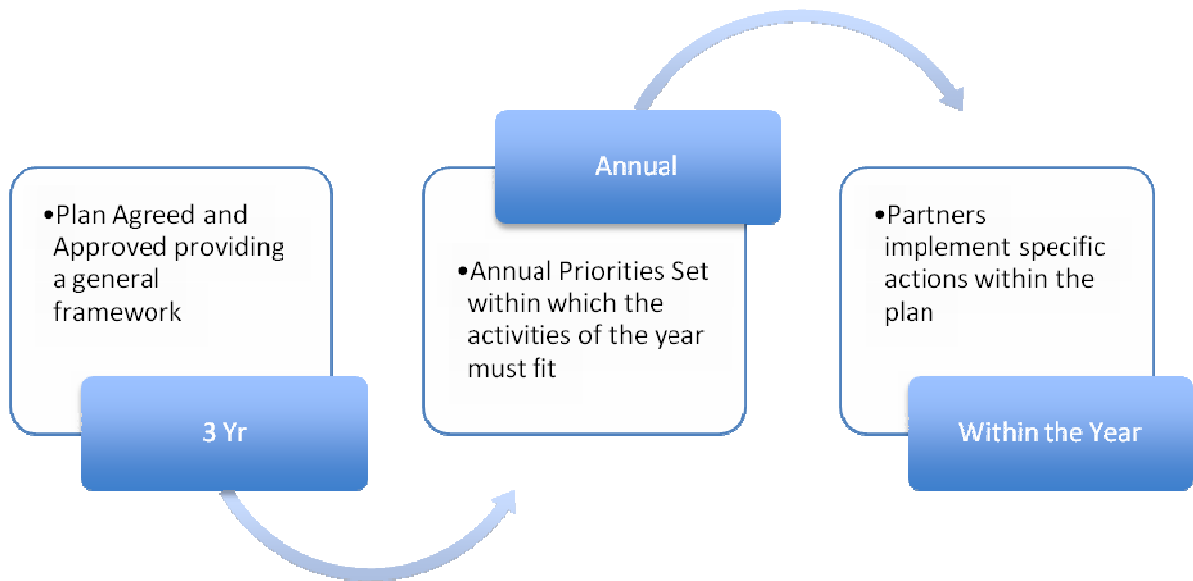 •Plan Agreed and
Approved providing
a general
framework
3 Yr
Annual
•Annual Priorities Set
within which the
activities of the year
must fit
•Partners
implement specific
actions within the
plan
Within the Year